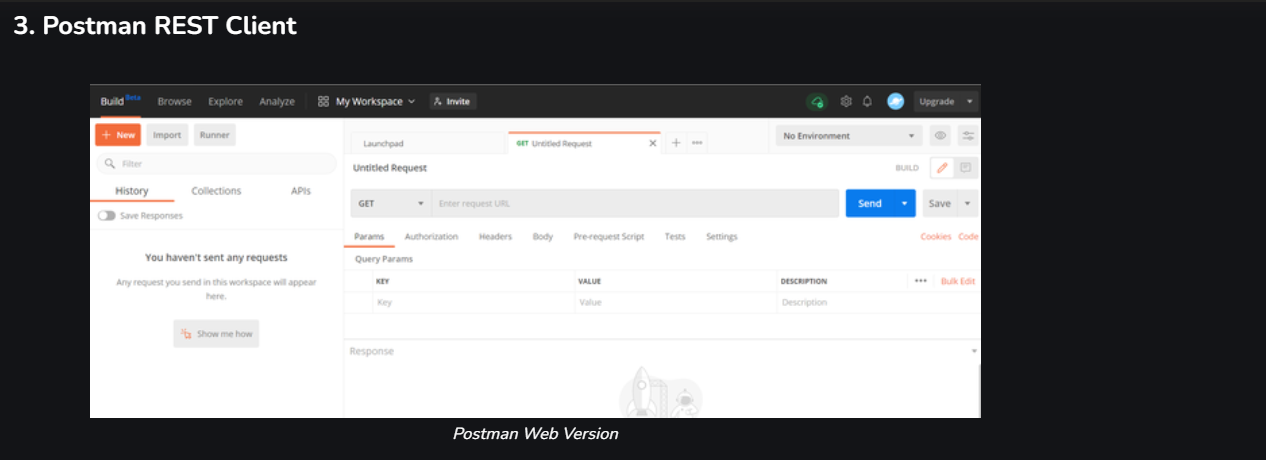 3. Postman REST Client
Build Beta Browse Explore Analyze My Workspace Invite Upgrade
+ New Import Runner
Filter
History Collections APIs
Save Responses
You haven't sent any requests
Any request you send in this workspace will appear
here.
Show me how
Launchpad GET Untitled Request X + ••• No Environment
Untitled Request BUILD
GET Enter request URL Send Save
Params Authorization Headers Body Pre-request Script Tests Settings Cookies Code
Query Params
KEY VALUE DESCRIPTION ••• Bulk Edit
Key Value Description
Response
Postman Web Version